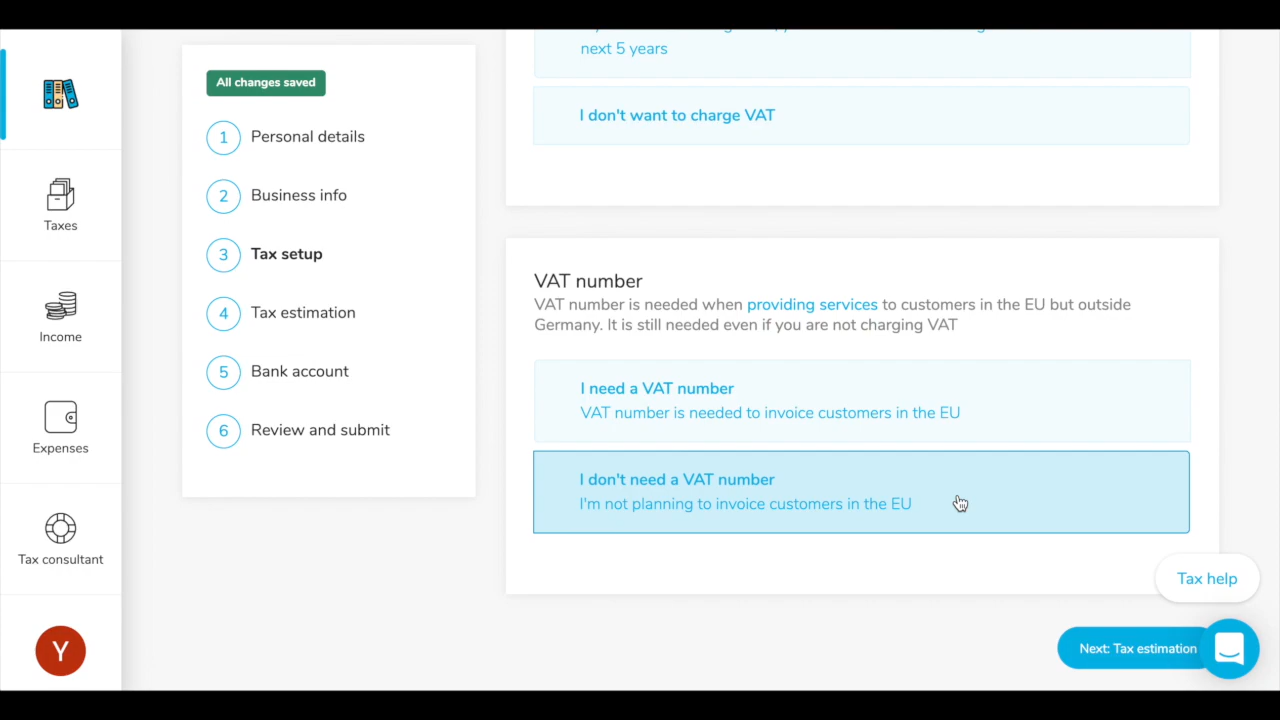 next 5 years
I don't want to charge VAT
All changes saved
1 Personal details
2 Business info
3 Tax setup
4 Tax estimation
5 Bank account
6 Review and submit
Taxes
Income
Expenses
Tax consultant
Y
VAT number
VAT number is needed when providing services to customers in the EU but outside
Germany. It is still needed even if you are not charging VAT
I need a VAT number
VAT number is needed to invoice customers in the EU
I don't need a VAT number
I'm not planning to invoice customers in the EU
Tax help
Next: Tax estimation